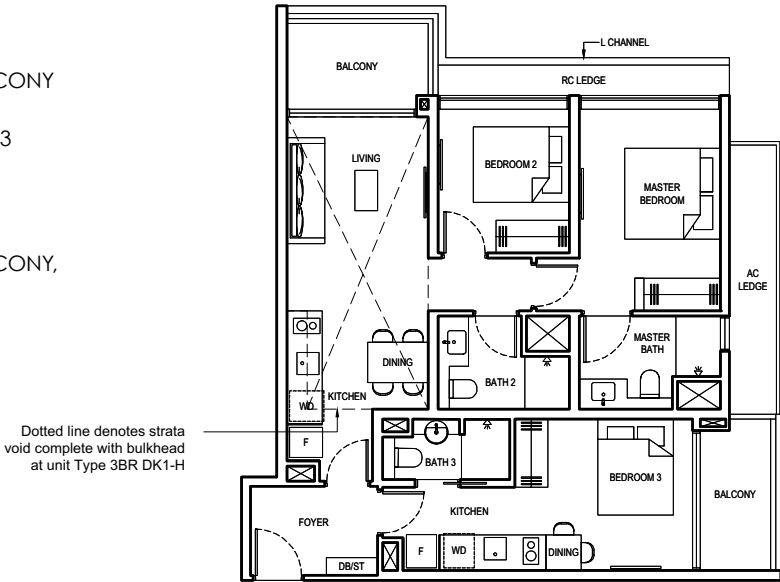 CONY
3
CONY,
BALCONY
L CHANNEL
RC LEDGE
LIVING
BEDROOM 2
MASTER
BEDROOM
AC
LEDGE
DINING
KITCHEN
WD
F
BATH 2
MASTER
BATH
Dotted line denotes strata
void complete with bulkhead
at unit Type 3BR DK1-H
BATH 3
BEDROOM 3
BALCONY
FOYER
KITCHEN
DB/ST
F
WD
DINING